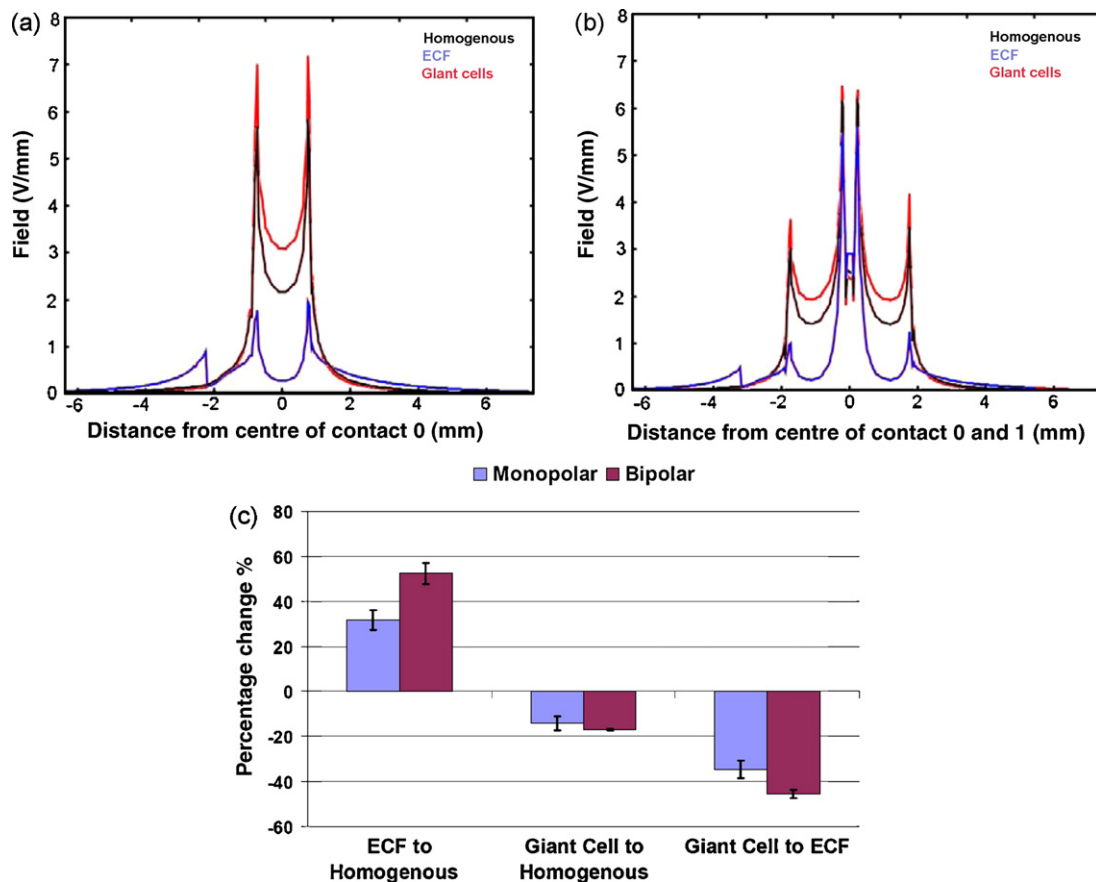 (a)
8
7
6
5
4
3
2
1
0
Field (V/mm)
Homogenous
ECF
Giant cells
-6 -4 -2 0 2 4 6
Distance from centre of contact 0 (mm)
(b)
8
7
6
5
4
3
2
1
0
Field (V/mm)
Homogenous
ECF
Giant cells
-6 -4 -2 0 2 4 6
Distance from centre of contact 0 and 1 (mm)
Monopolar Bipolar
(c)
80
60
40
20
0
-20
-40
-60
Percentage change %
ECF to Homogenous
Giant Cell to Homogenous
Giant Cell to ECF